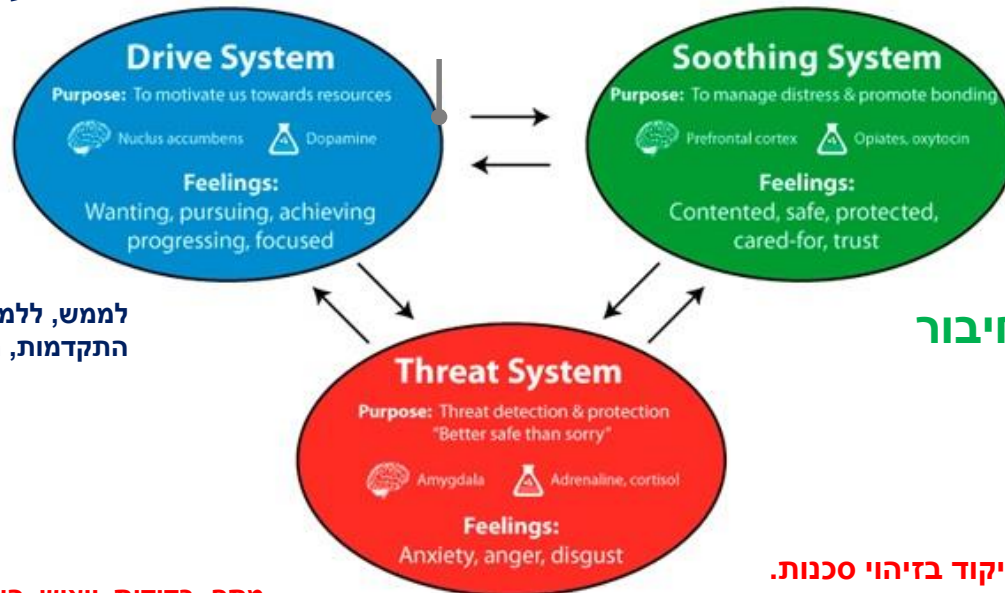 Drive System
Purpose: To motivate us towards resources
Nuclus accumbens
Dopamine
Feelings:
Wanting, pursuing, achieving
progressing, focused
Soothing System
Purpose: To manage distress & promote bonding
Prefrontal cortex
Opiates, oxytocin
Feelings:
Contented, safe, protected,
cared-for, trust
לממש,
התקדמות,
Threat System
Purpose: Threat detection & protection
"Better safe than sorry"
Amygdala
Adrenaline, cortisol
Feelings:
Anxiety, anger, disgust
בזיהוי סכנות.